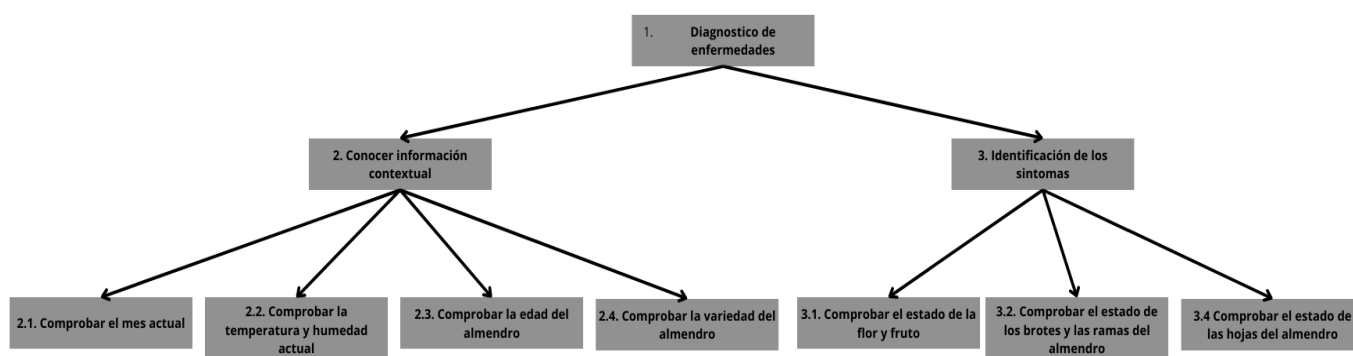 1. Diagnostico de
enfermedades
2. Conocer información
contextual
3. Identificación de los
sintomas
2.1. Comprobar el mes actual
2.2. Comprobar la
temperatura y humedad
actual
2.3. Comprobar la edad del
almendro
2.4. Comprobar la variedad del
almendro
3.1. Comprobar el estado de la
flor y fruto
3.2. Comprobar el estado de
los brotes y las ramas del
almendro
3.4 Comprobar el estado de
las hojas del almendro